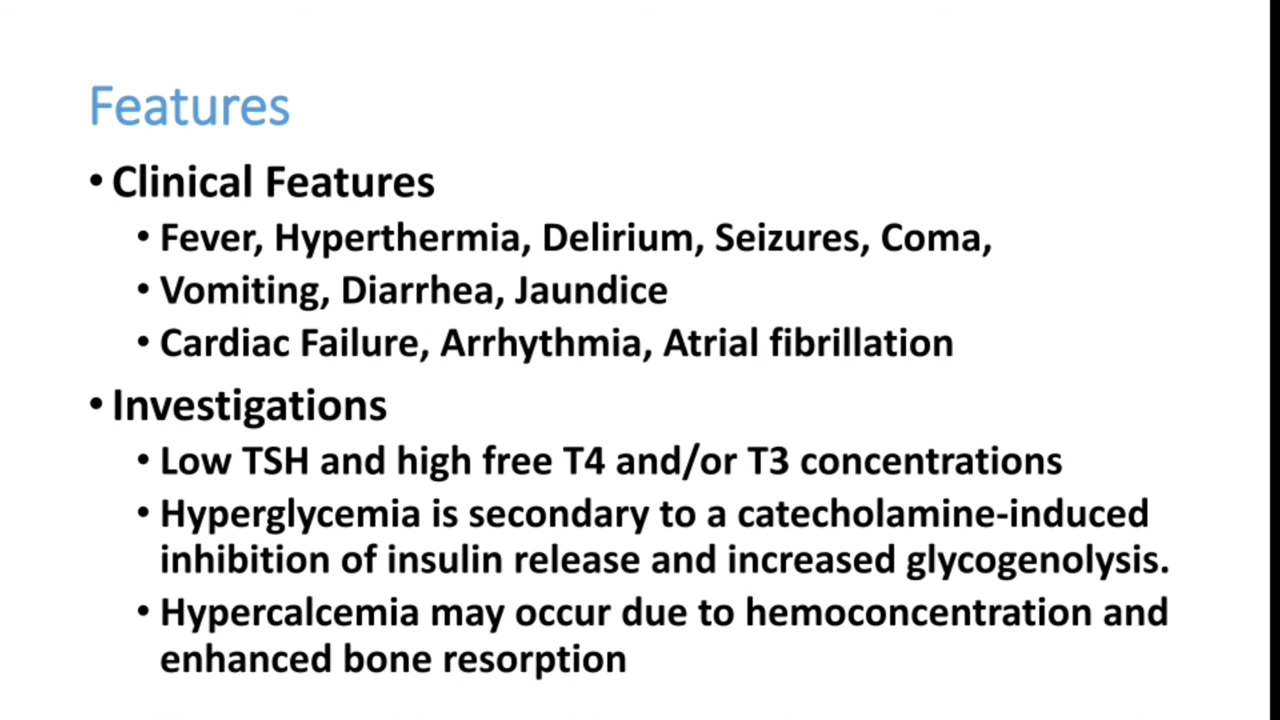 Features
• Clinical Features
• Fever, Hyperthermia, Delirium, Seizures, Coma,
• Vomiting, Diarrhea, Jaundice
• Cardiac Failure, Arrhythmia, Atrial fibrillation
• Investigations
• Low TSH and high free T4 and/or T3 concentrations
• Hyperglycemia is secondary to a catecholamine-induced
inhibition of insulin release and increased glycogenolysis.
• Hypercalcemia may occur due to hemoconcentration and
enhanced bone resorption